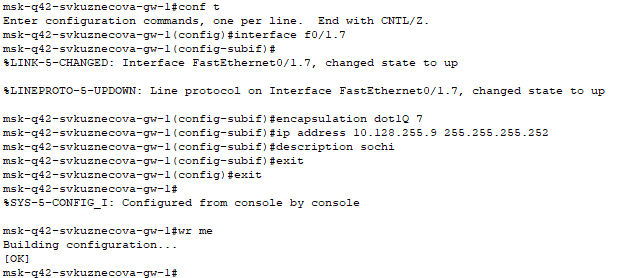 msk-q42-svkuznecova-gw-1#conf t
Enter configuration commands, one per line.  End with CNTL/Z.
msk-q42-svkuznecova-gw-1(config)#interface f0/1.7
msk-q42-svkuznecova-gw-1(config-subif)#
%LINK-5-CHANGED: Interface FastEthernet0/1.7, changed state to up
%LINEPROTO-5-UPDOWN: Line protocol on Interface FastEthernet0/1.7, changed state to up
msk-q42-svkuznecova-gw-1(config-subif)#encapsulation dot1Q 7
msk-q42-svkuznecova-gw-1(config-subif)#ip address 10.128.255.9 255.255.255.252
msk-q42-svkuznecova-gw-1(config-subif)#description sochi
msk-q42-svkuznecova-gw-1(config-subif)#exit
msk-q42-svkuznecova-gw-1(config)#exit
msk-q42-svkuznecova-gw-1#
%SYS-5-CONFIG_I: Configured from console by console
msk-q42-svkuznecova-gw-1#wr me
Building configuration...
[OK]
msk-q42-svkuznecova-gw-1#